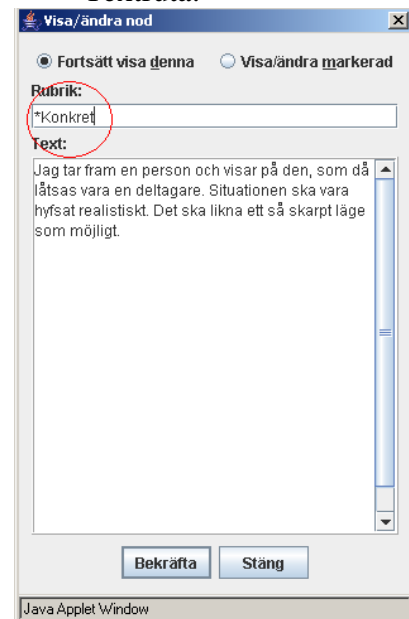 Visa/ändra nod
Fortsätt visa denna Visa/ändra markerad
Rubrik:
*Konkret
Text:
Jag tar fram en person och visar på den, som då
låtsas vara en deltagare. Situationen ska vara
hyfsat realistiskt. Det ska likna ett så skarpt läge
som möjligt.
Bekräfta Stäng
Java Applet Window